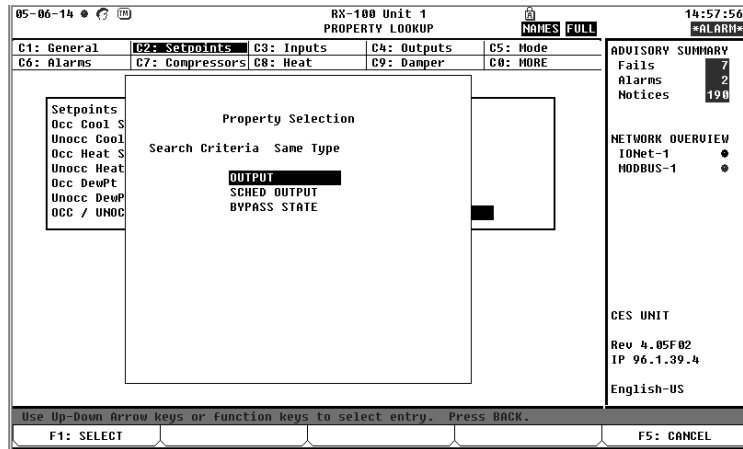 05-06-14 RX-100 Unit 1 14:57:56
PROPERTY LOOKUP NAMES FULL *ALARM*
C1: General C2: Setpoints C3: Inputs C4: Outputs C5: Mode
C6: Alarms C7: Compressors C8: Heat C9: Damper C0: MORE
ADVISORY SUMMARY
Fails 7
Alarms 2
Notices 190
NETWORK OVERVIEW
IONet-1
MODBUS-1
CES UNIT
Rev 4.05F02
IP 96.1.39.4
English-US
Setpoints
Occ Cool S
Unocc Cool
Occ Heat S
Unocc Heat
Occ DewPt
Unocc DewP
OCC / UNOC
Property Selection
Search Criteria Same Type
OUTPUT
SCHED OUTPUT
BYPASS STATE
Use Up-Down Arrow keys or function keys to select entry. Press BACK.
F1: SELECT F5: CANCEL